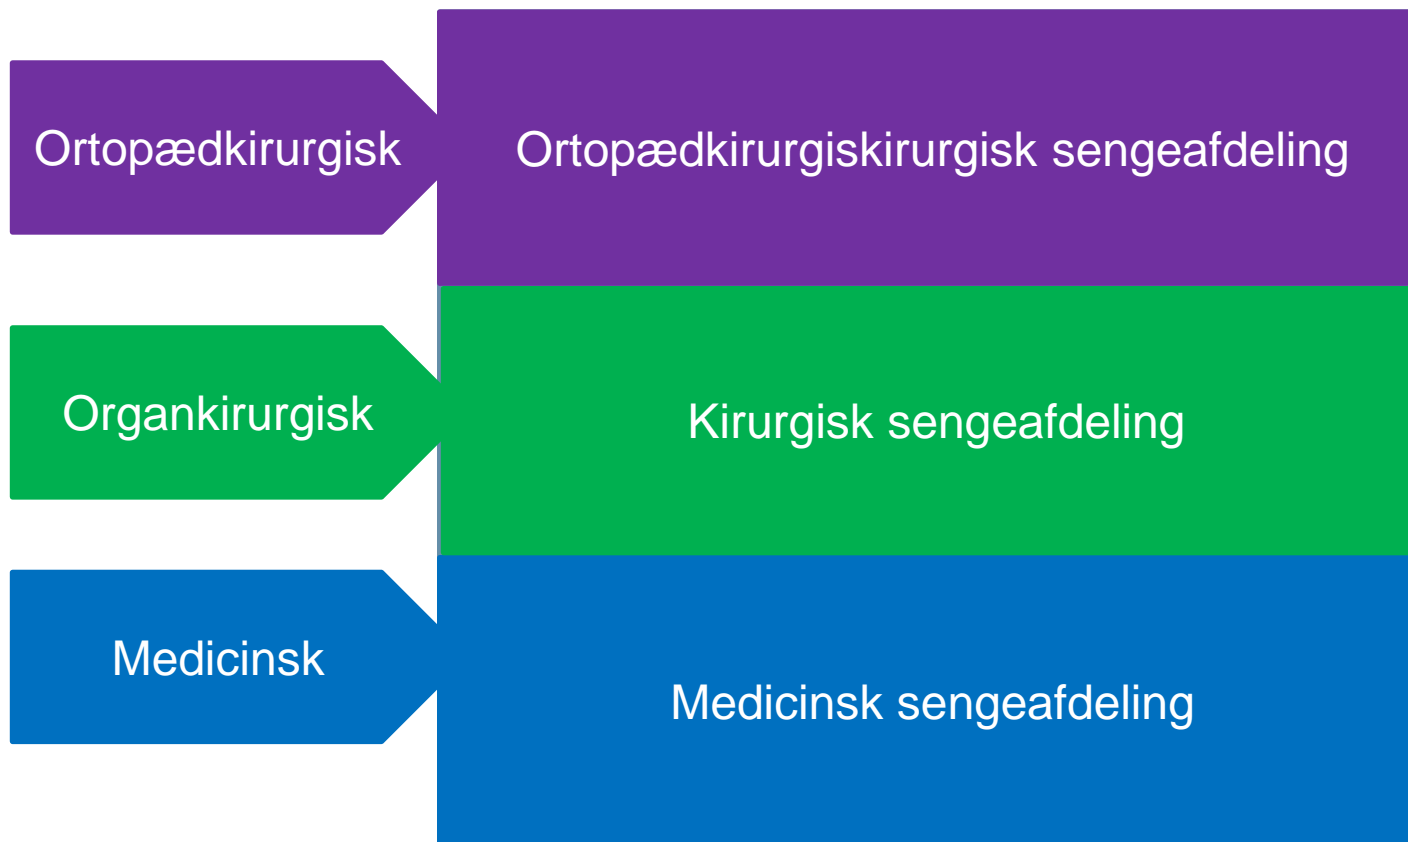 Ortopædkirurgisk
Ortopædkirurgiskirurgisk sengeafdeling
Organkirurgisk
Kirurgisk sengeafdeling
Medicinsk
Medicinsk sengeafdeling